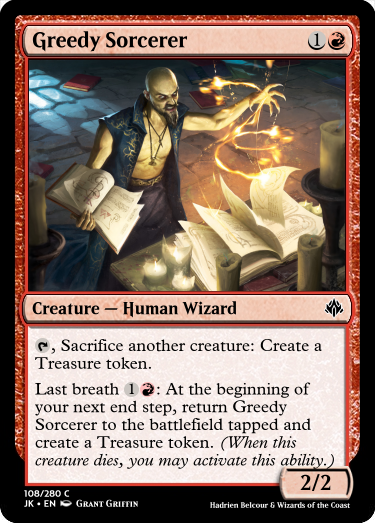 Greedy Sorcerer 1
Creature — Human Wizard
, Sacrifice another creature: Create a
Treasure token.
Last breath 1 : At the beginning of
your next end step, return Greedy
Sorcerer to the battlefield tapped and
create a Treasure token. (When this
creature dies, you may activate this ability.)
2/2
108/280 C
JK • EN Grant Griffin
Hadrien Belcour & Wizards of the Coast